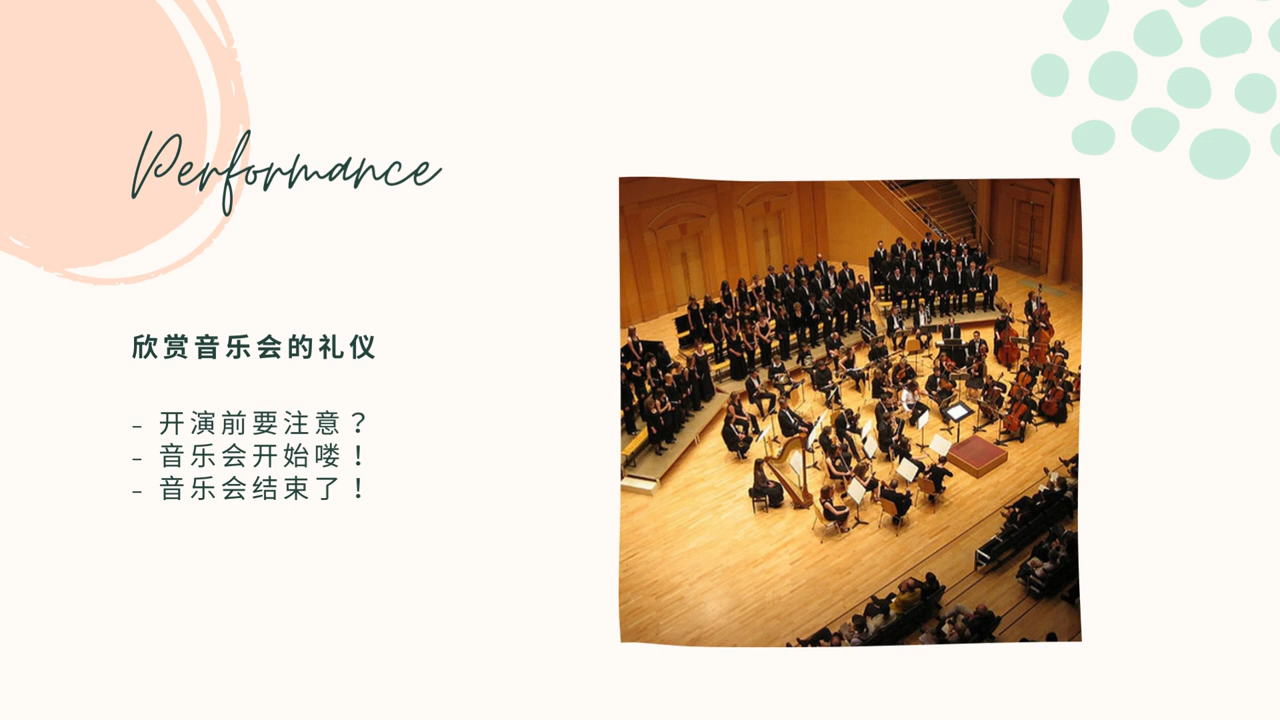 Performance
欣赏音乐会的礼仪
- 开演前要注意？
- 音乐会开始喽！
- 音乐会结束了！